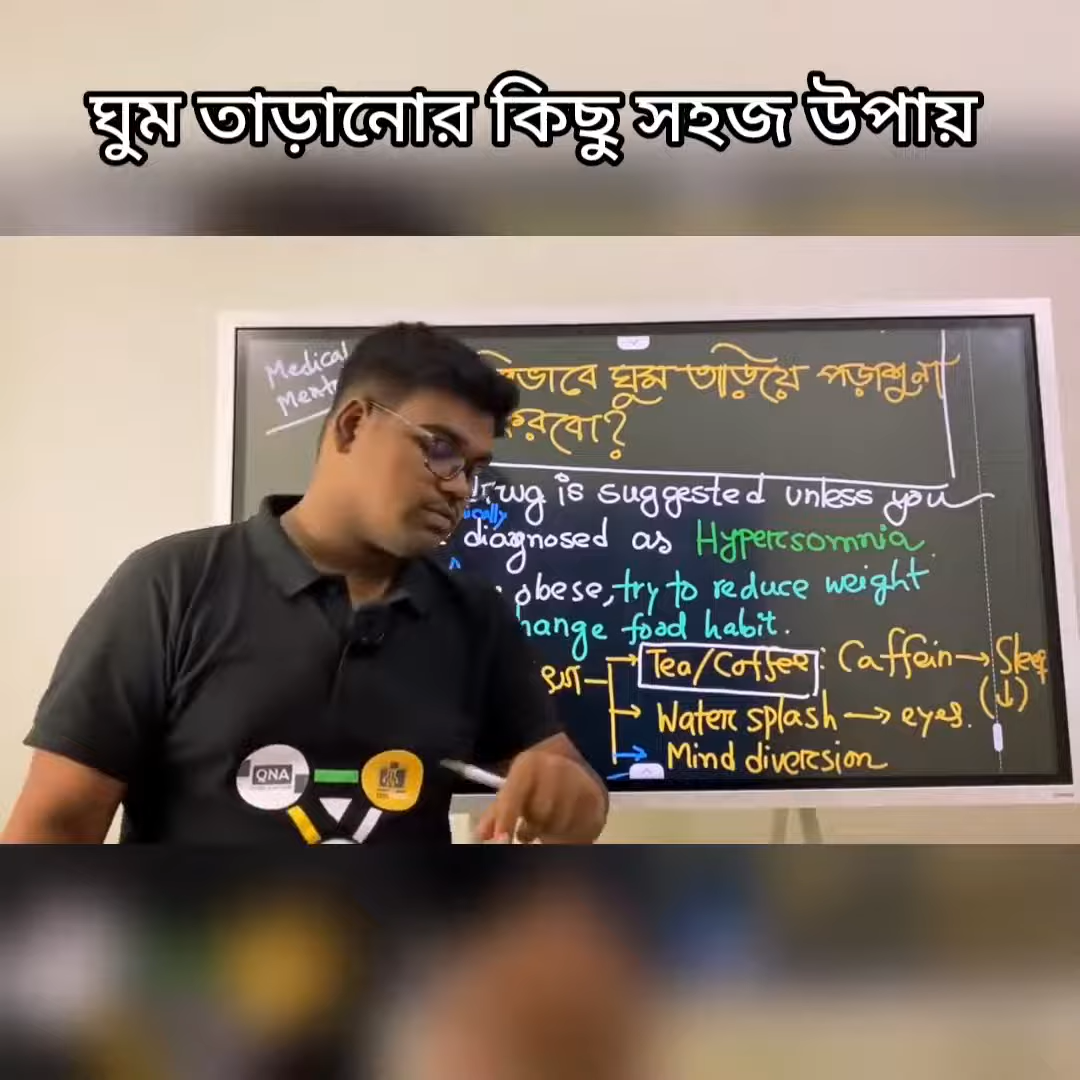 ঘুম তাড়ানোর কিছু সহজ উপায়
Medical
ঘুম তাড়িয়ে পড়াশুনা
করবো?
Drug is suggested unless you
diagnosed as Hypersomnia.
obese, try to reduce weight
change food habit.
Tea/Coffee: Caffein→ Sleep
(↓)
Water splash → eyes.
Mind diversion
QNA